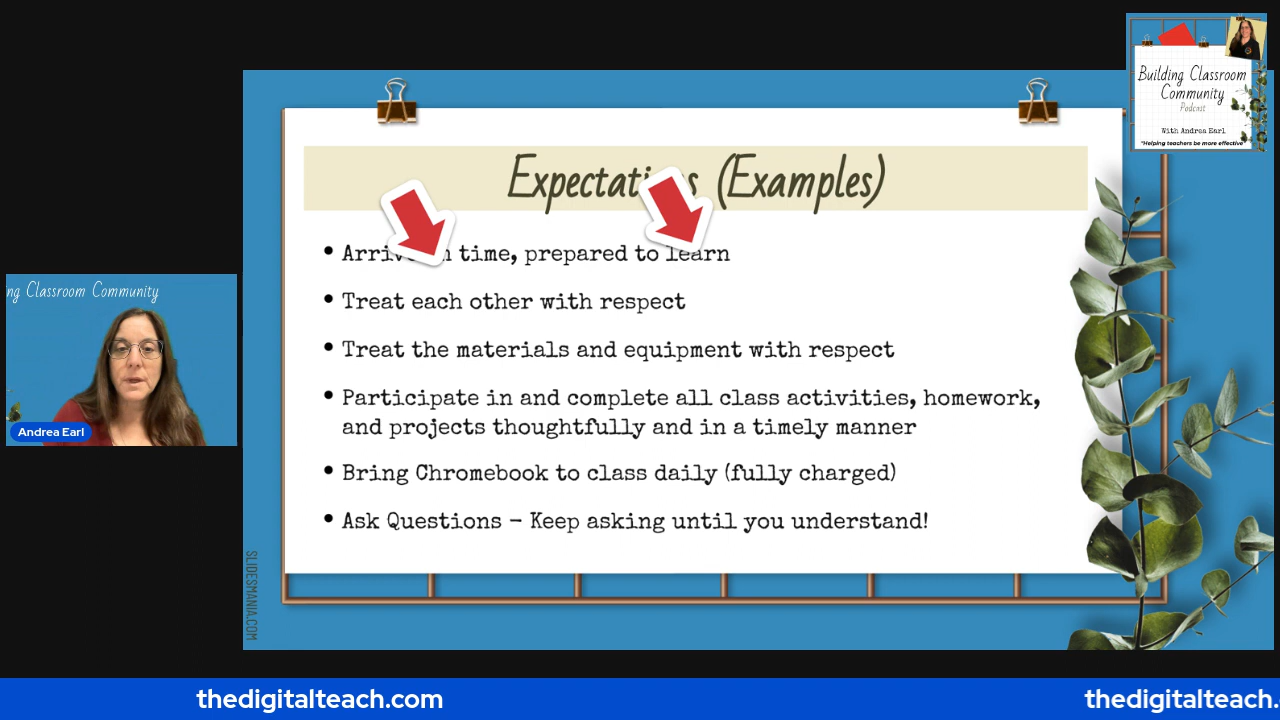 Building Classroom
Community
Podcast
With Andrea Earl
"Helping teachers be more effective"
Expectati s (Examples)
Arrive n time, prepared to learn
Treat each other with respect
Treat the materials and equipment with respect
Participate in and complete all class activities, homework,
and projects thoughtfully and in a timely manner
Bring Chromebook to class daily (fully charged)
Ask Questions – Keep asking until you understand!
ng Classroom Community
Andrea Earl
SLIDESMANIA.COM
thedigitalteach.com
thedigitalteach.